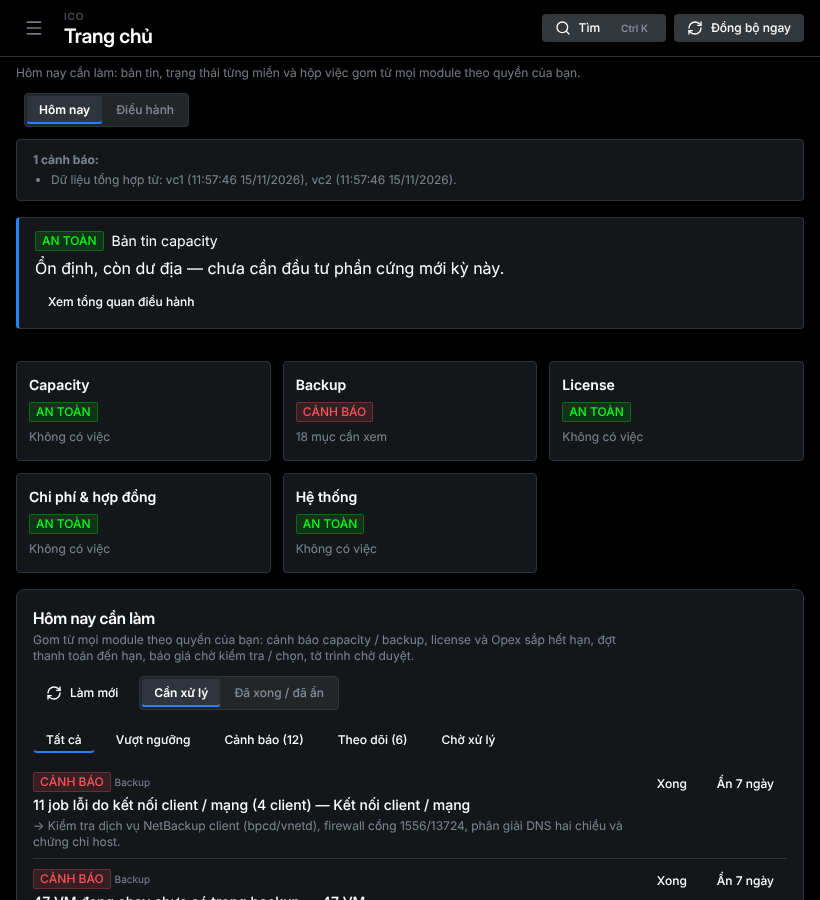 ICO
Trang chủ
Tìm Ctrl K
Đồng bộ ngay
Hôm nay cần làm: bản tin, trạng thái từng miền và hộp việc gom từ mọi module theo quyền của bạn.
Hôm nay Điều hành
1 cảnh báo:
• Dữ liệu tổng hợp từ: vc1 (11:57:46 15/11/2026), vc2 (11:57:46 15/11/2026).
AN TOÀN Bản tin capacity
Ổn định, còn dư địa — chưa cần đầu tư phần cứng mới kỳ này.
Xem tổng quan điều hành
Capacity
AN TOÀN
Không có việc
Backup
CẢNH BÁO
18 mục cần xem
License
AN TOÀN
Không có việc
Chi phí & hợp đồng
AN TOÀN
Không có việc
Hệ thống
AN TOÀN
Không có việc
Hôm nay cần làm
Gom từ mọi module theo quyền của bạn: cảnh báo capacity / backup, license và Opex sắp hết hạn, đợt
thanh toán đến hạn, báo giá chờ kiểm tra / chọn, tờ trình chờ duyệt.
Làm mới Cần xử lý Đã xong / đã ẩn
Tất cả Vượt ngưỡng Cảnh báo (12) Theo dõi (6) Chờ xử lý
CẢNH BÁO Backup
Xong Ẩn 7 ngày
11 job lỗi do kết nối client / mạng (4 client) — Kết nối client / mạng
→ Kiểm tra dịch vụ NetBackup client (bpcd/vnetd), firewall cổng 1556/13724, phân giải DNS hai chiều và
chứng chỉ host.
CẢNH BÁO Backup
Xong Ẩn 7 ngày